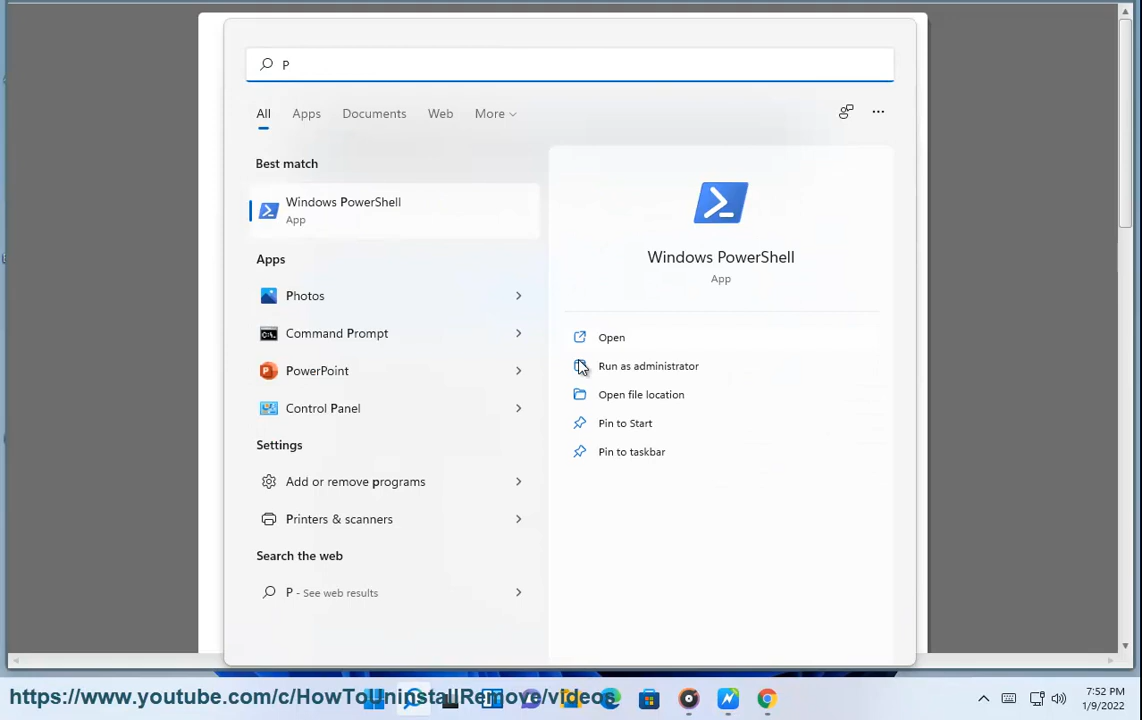 P
All Apps Documents Web More
Best match
Windows PowerShell
App
Apps
Photos
Command Prompt
PowerPoint
Control Panel
Settings
Add or remove programs
Printers & scanners
Search the web
P - See web results
Windows PowerShell
App
Open
Run as administrator
Open file location
Pin to Start
Pin to taskbar
https://www.youtube.com/c/HowToUninstallRemove/videos
7:52 PM
1/9/2022